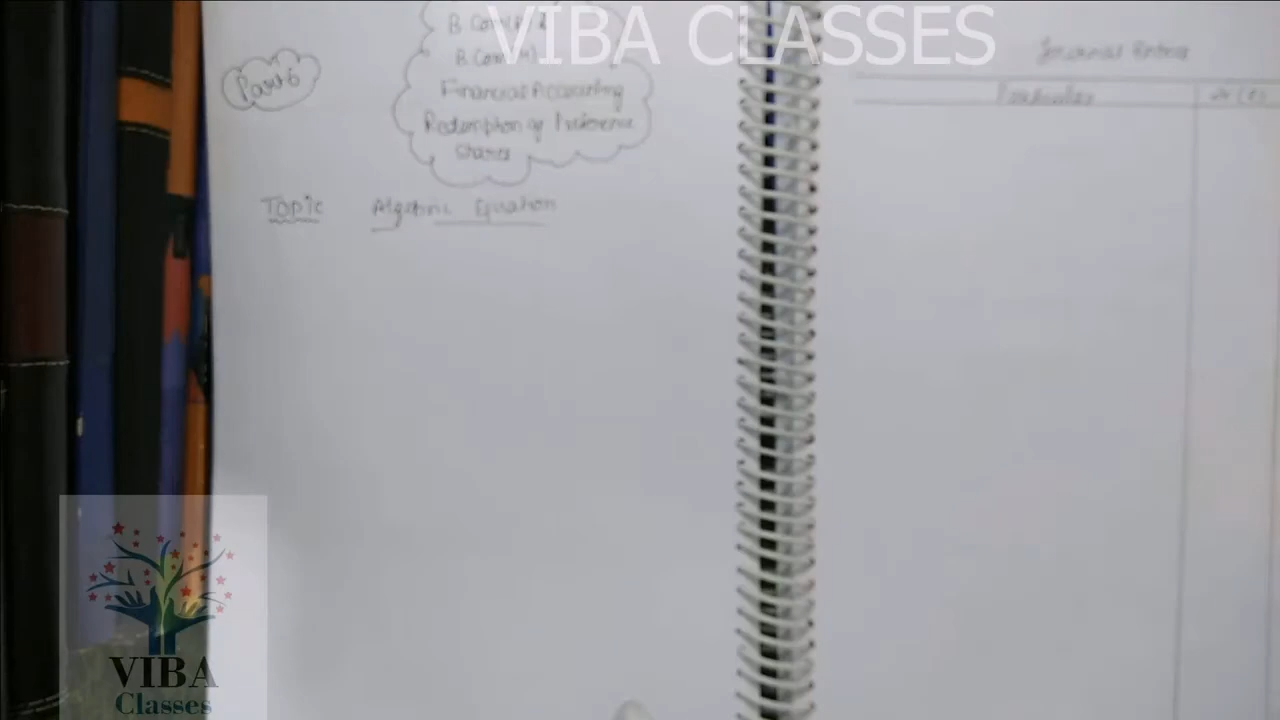 VIBA CLASSES
Part 6
B Com(P) &
B Com(H)
Financial Accounting
Redemption of Preference
Shares
Topic Algebric Equation
Journal Entries
Particulars
VIBA
Classes